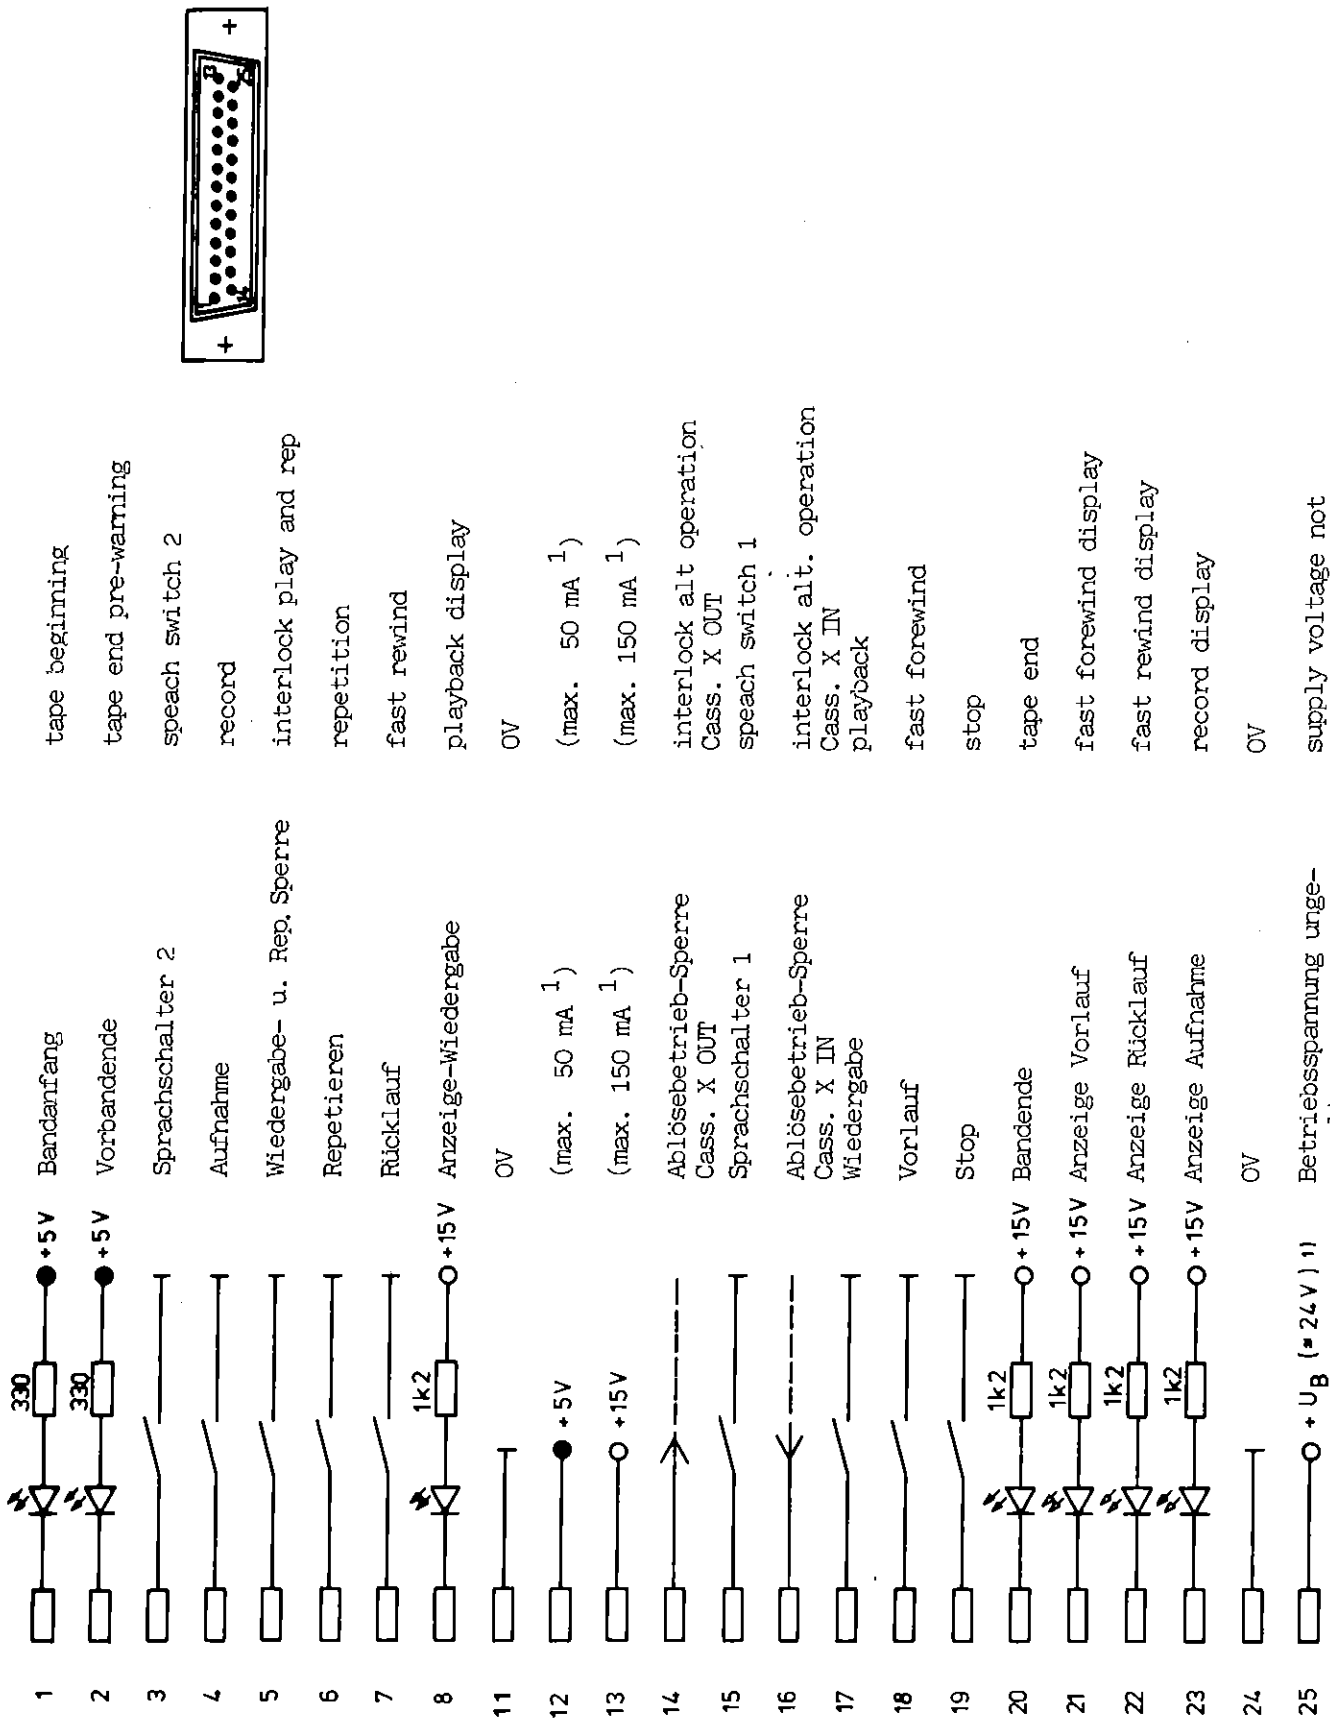 1 330 +5V Bandanfang tape beginning
2 330 +5V Vorbandende tape end pre-warning
3 Sprachschalter 2 speach switch 2
4 Aufnahme record
5 Wiedergabe- u. Rep. Sperre interlock play and rep
6 Repetieren repetition
7 Rücklauf fast rewind
8 1k2 +15V Anzeige-Wiedergabe playback display
11 OV OV
12 +5V (max. 50 mA 1) (max. 50 mA 1)
13 +15V (max. 150 mA 1) (max. 150 mA 1)
14 Ablösebetrieb-Sperre interlock alt operation
Cass. X OUT Cass. X OUT
15 Sprachschalter 1 speach switch 1
16 Ablösebetrieb-Sperre interlock alt. operation
Cass. X IN Cass. X IN
17 Wiedergabe playback
18 Vorlauf fast forewind
19 Stop stop
20 1k2 +15V Bandende tape end
21 1k2 +15V Anzeige Vorlauf fast forewind display
22 1k2 +15V Anzeige Rücklauf fast rewind display
23 1k2 +15V Anzeige Aufnahme record display
24 OV OV
25 + UB (≈ 24V) 1) Betriebsspannung unge- supply voltage not
13
25
14